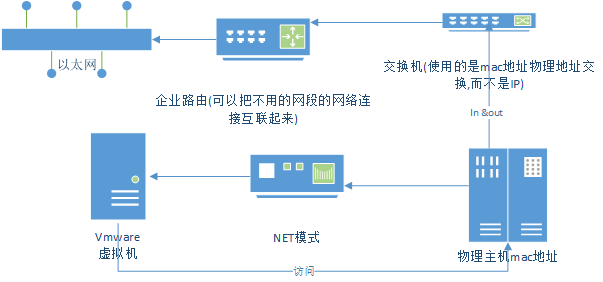 以太网
交换机(使用的是mac地址物理地址交
换,而不是IP)
企业路由(可以把不用的网段的网络连
接互联起来)
In &out
Vmware
虚拟机
NET模式
物理主机mac地址
访问